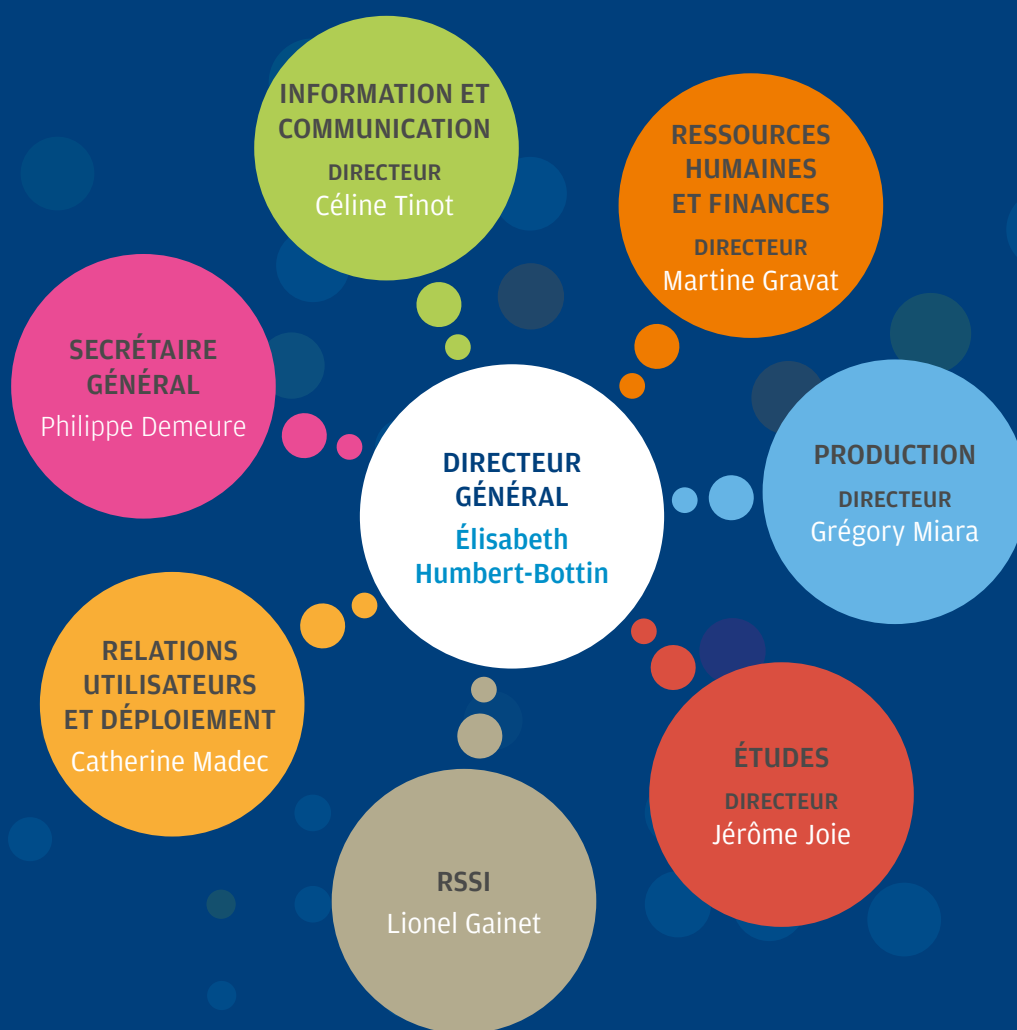 INFORMATION ET
COMMUNICATION
DIRECTEUR
Céline Tinot
RESSOURCES
HUMAINES
ET FINANCES
DIRECTEUR
Martine Gravat
SECRÉTAIRE
GÉNÉRAL
Philippe Demeure
DIRECTEUR
GÉNÉRAL
Élisabeth
Humbert-Bottin
PRODUCTION
DIRECTEUR
Grégory Miara
RELATIONS
UTILISATEURS
ET DÉPLOIEMENT
Catherine Madec
ÉTUDES
DIRECTEUR
Jérôme Joie
RSSI
Lionel Gainet